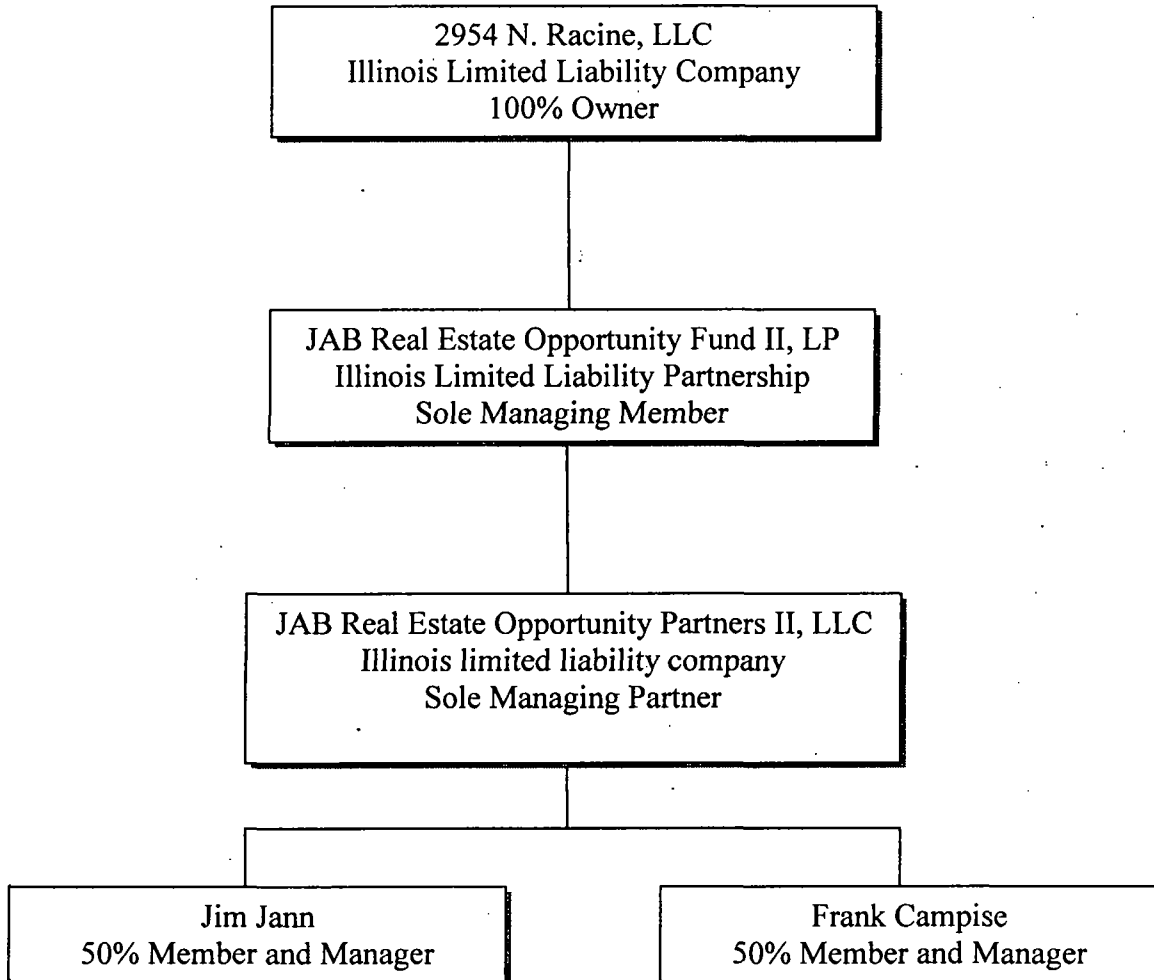 2954 N. Racine, LLC
Illinois Limited Liability Company
100% Owner
JAB Real Estate Opportunity Fund II, LP
Illinois Limited Liability Partnership
Sole Managing Member
JAB Real Estate Opportunity Partners II, LLC
Illinois limited liability company
Sole Managing Partner
Jim Jann
50% Member and Manager
Frank Campise
50% Member and Manager